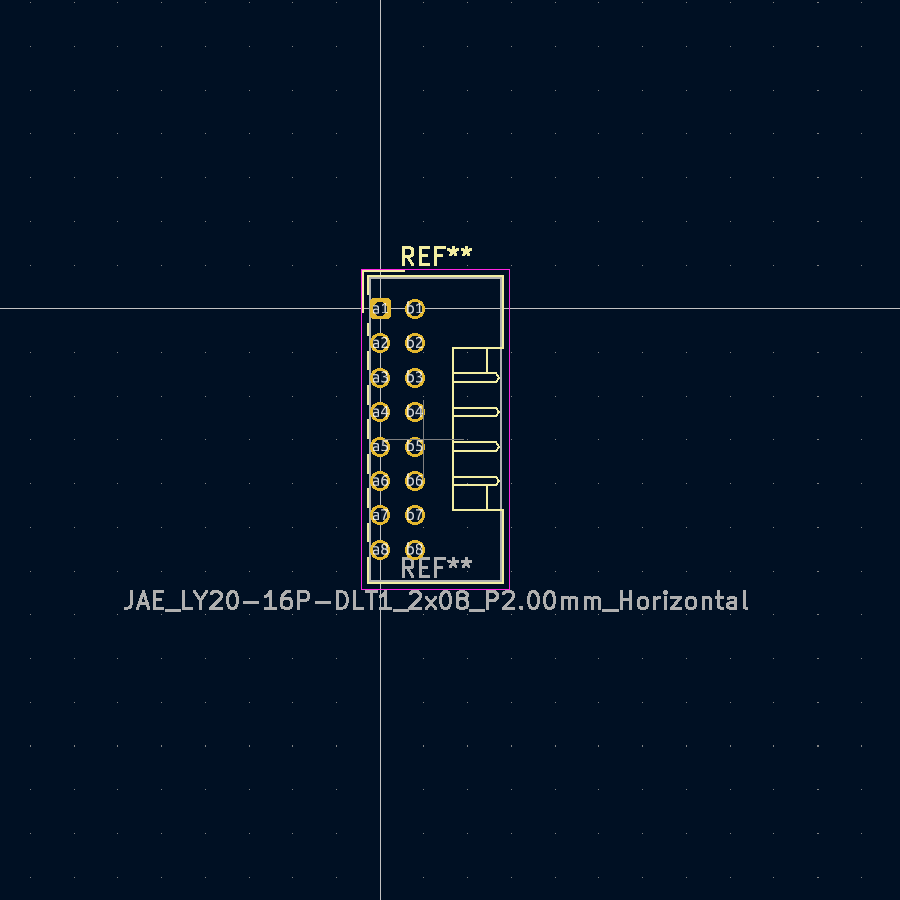 REF**
a1 b1
a2 b2
a3 b3
a4 b4
a5 b5
a6 b6
a7 b7
a8 b8
REF**
JAE_LY20-16P-DLT1_2x08_P2.00mm_Horizontal